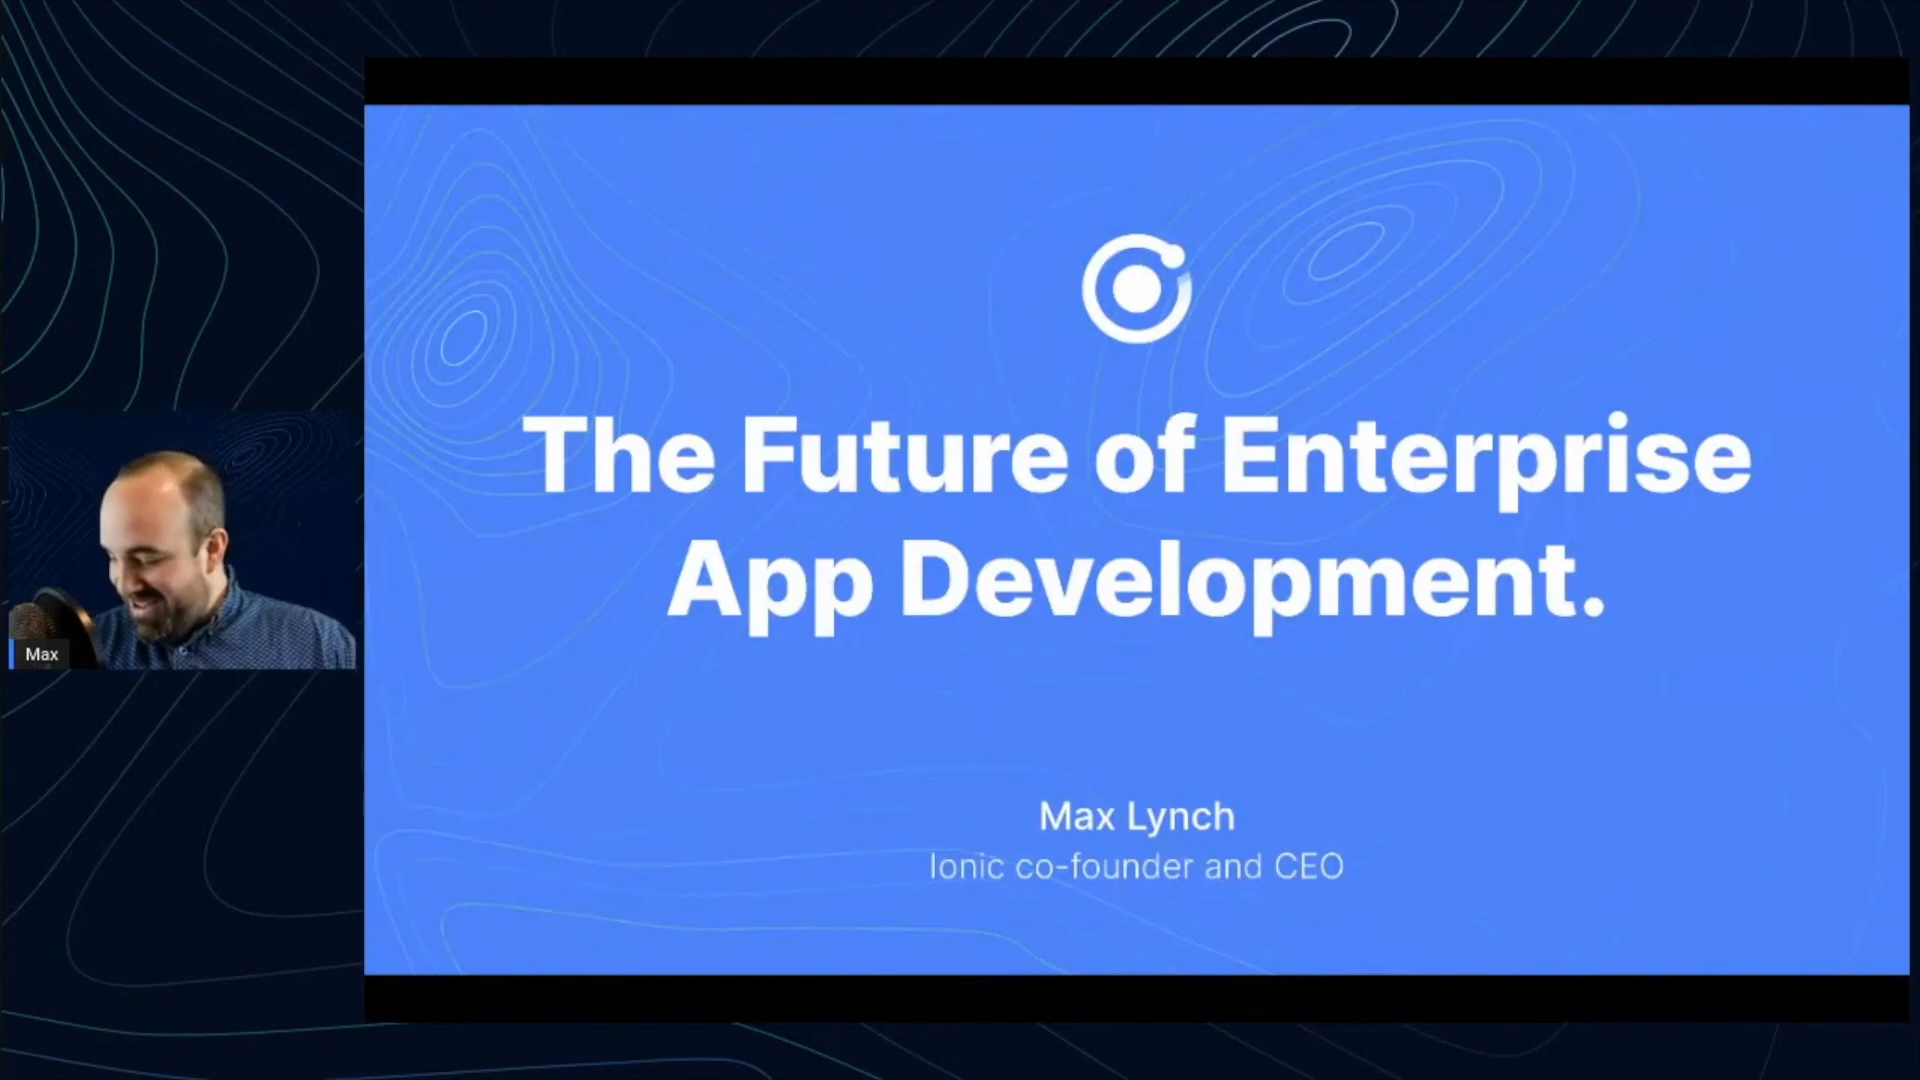 The Future of Enterprise
App Development.
Max Lynch
Ionic co-founder and CEO
Max